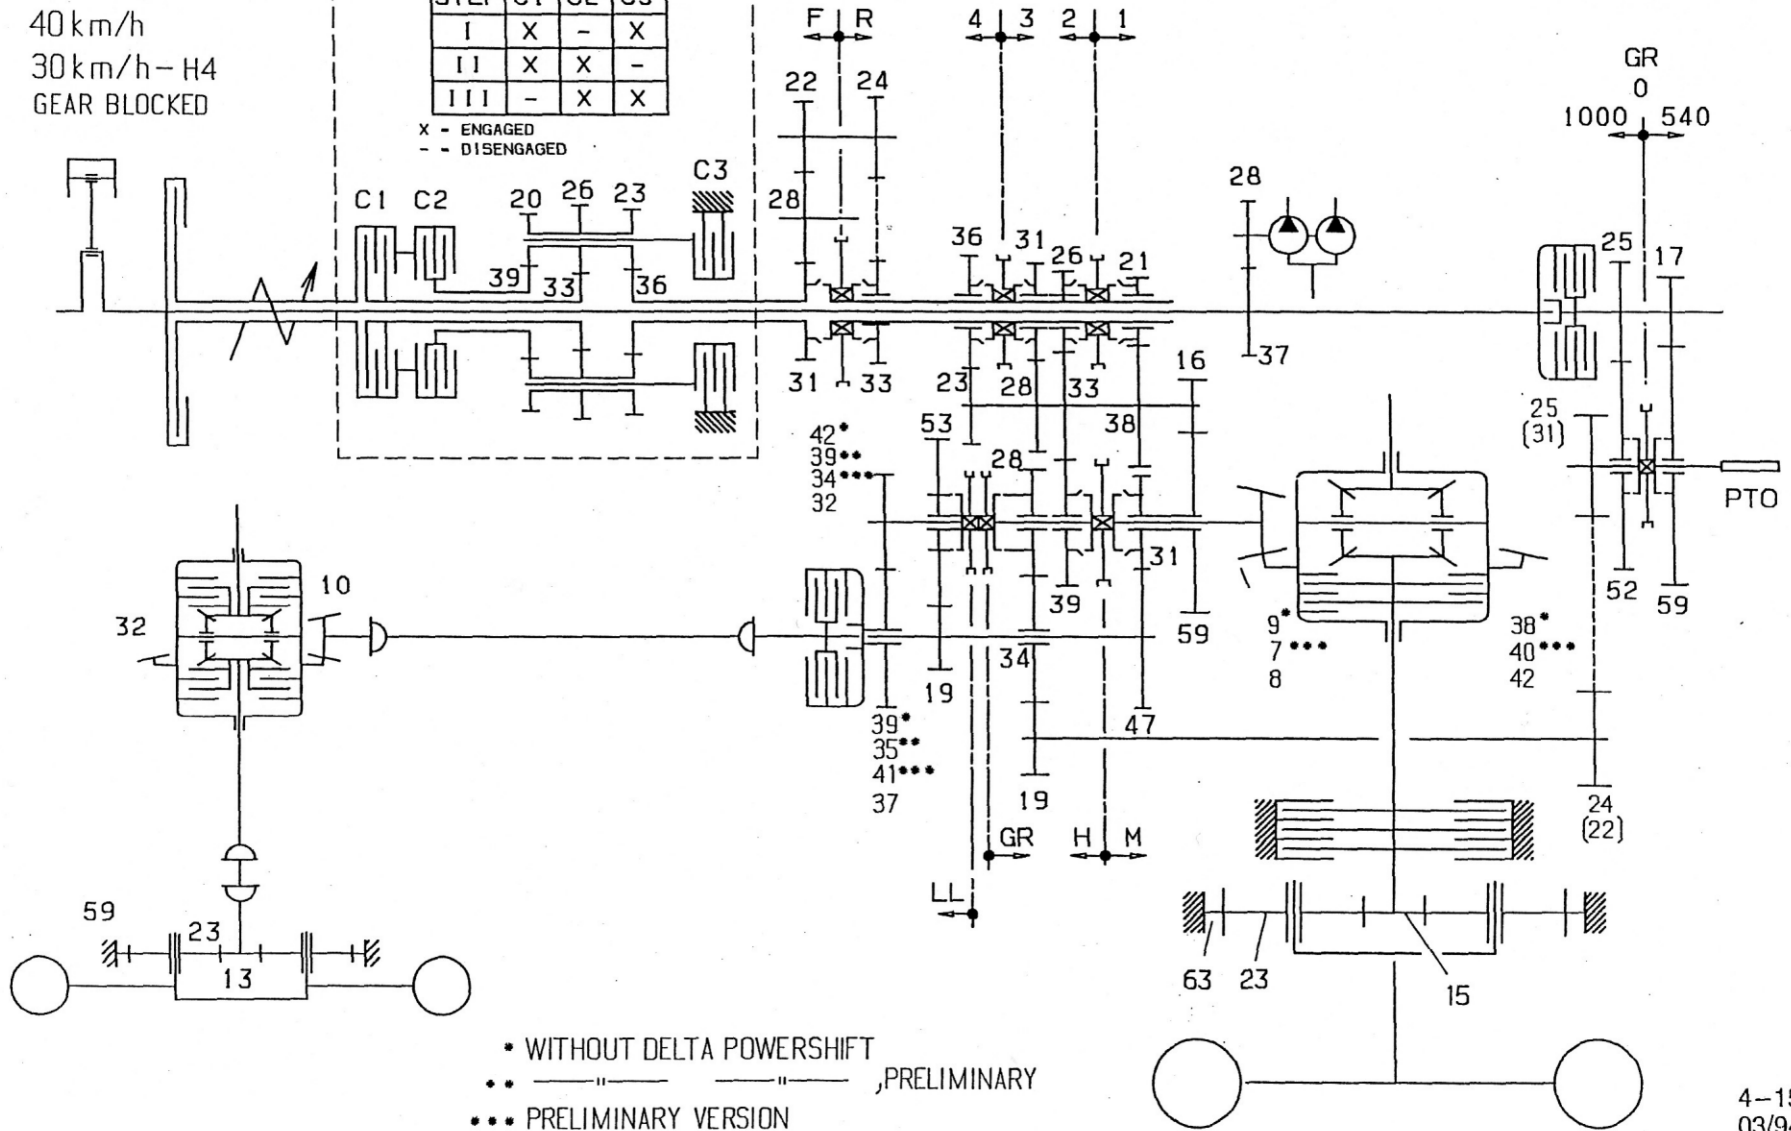 40 km/h
30 km/h - H4
GEAR BLOCKED
STEP C1 C2 C3
I X - X
II X X -
III - X X
X - ENGAGED
- - DISENGAGED
F R
4 3
2 1
GR
0
1000 540
22 24
28
C1 C2
20 26 23
C3
28
36 31 26 21
25 17
39 33 36
31 33
23 28 33
16
37
38
25
(31)
53
28
42*
39**
34***
32
PTO
31
39
59
52 59
10
32
34
9*
7***
8
38*
40***
42
19
47
39*
35**
41***
37
19
24
(22)
GR
H M
LL
59
23
13
63 23 15
* WITHOUT DELTA POWERSHIFT
** —"— —"— ,PRELIMINARY
*** PRELIMINARY VERSION
4-15